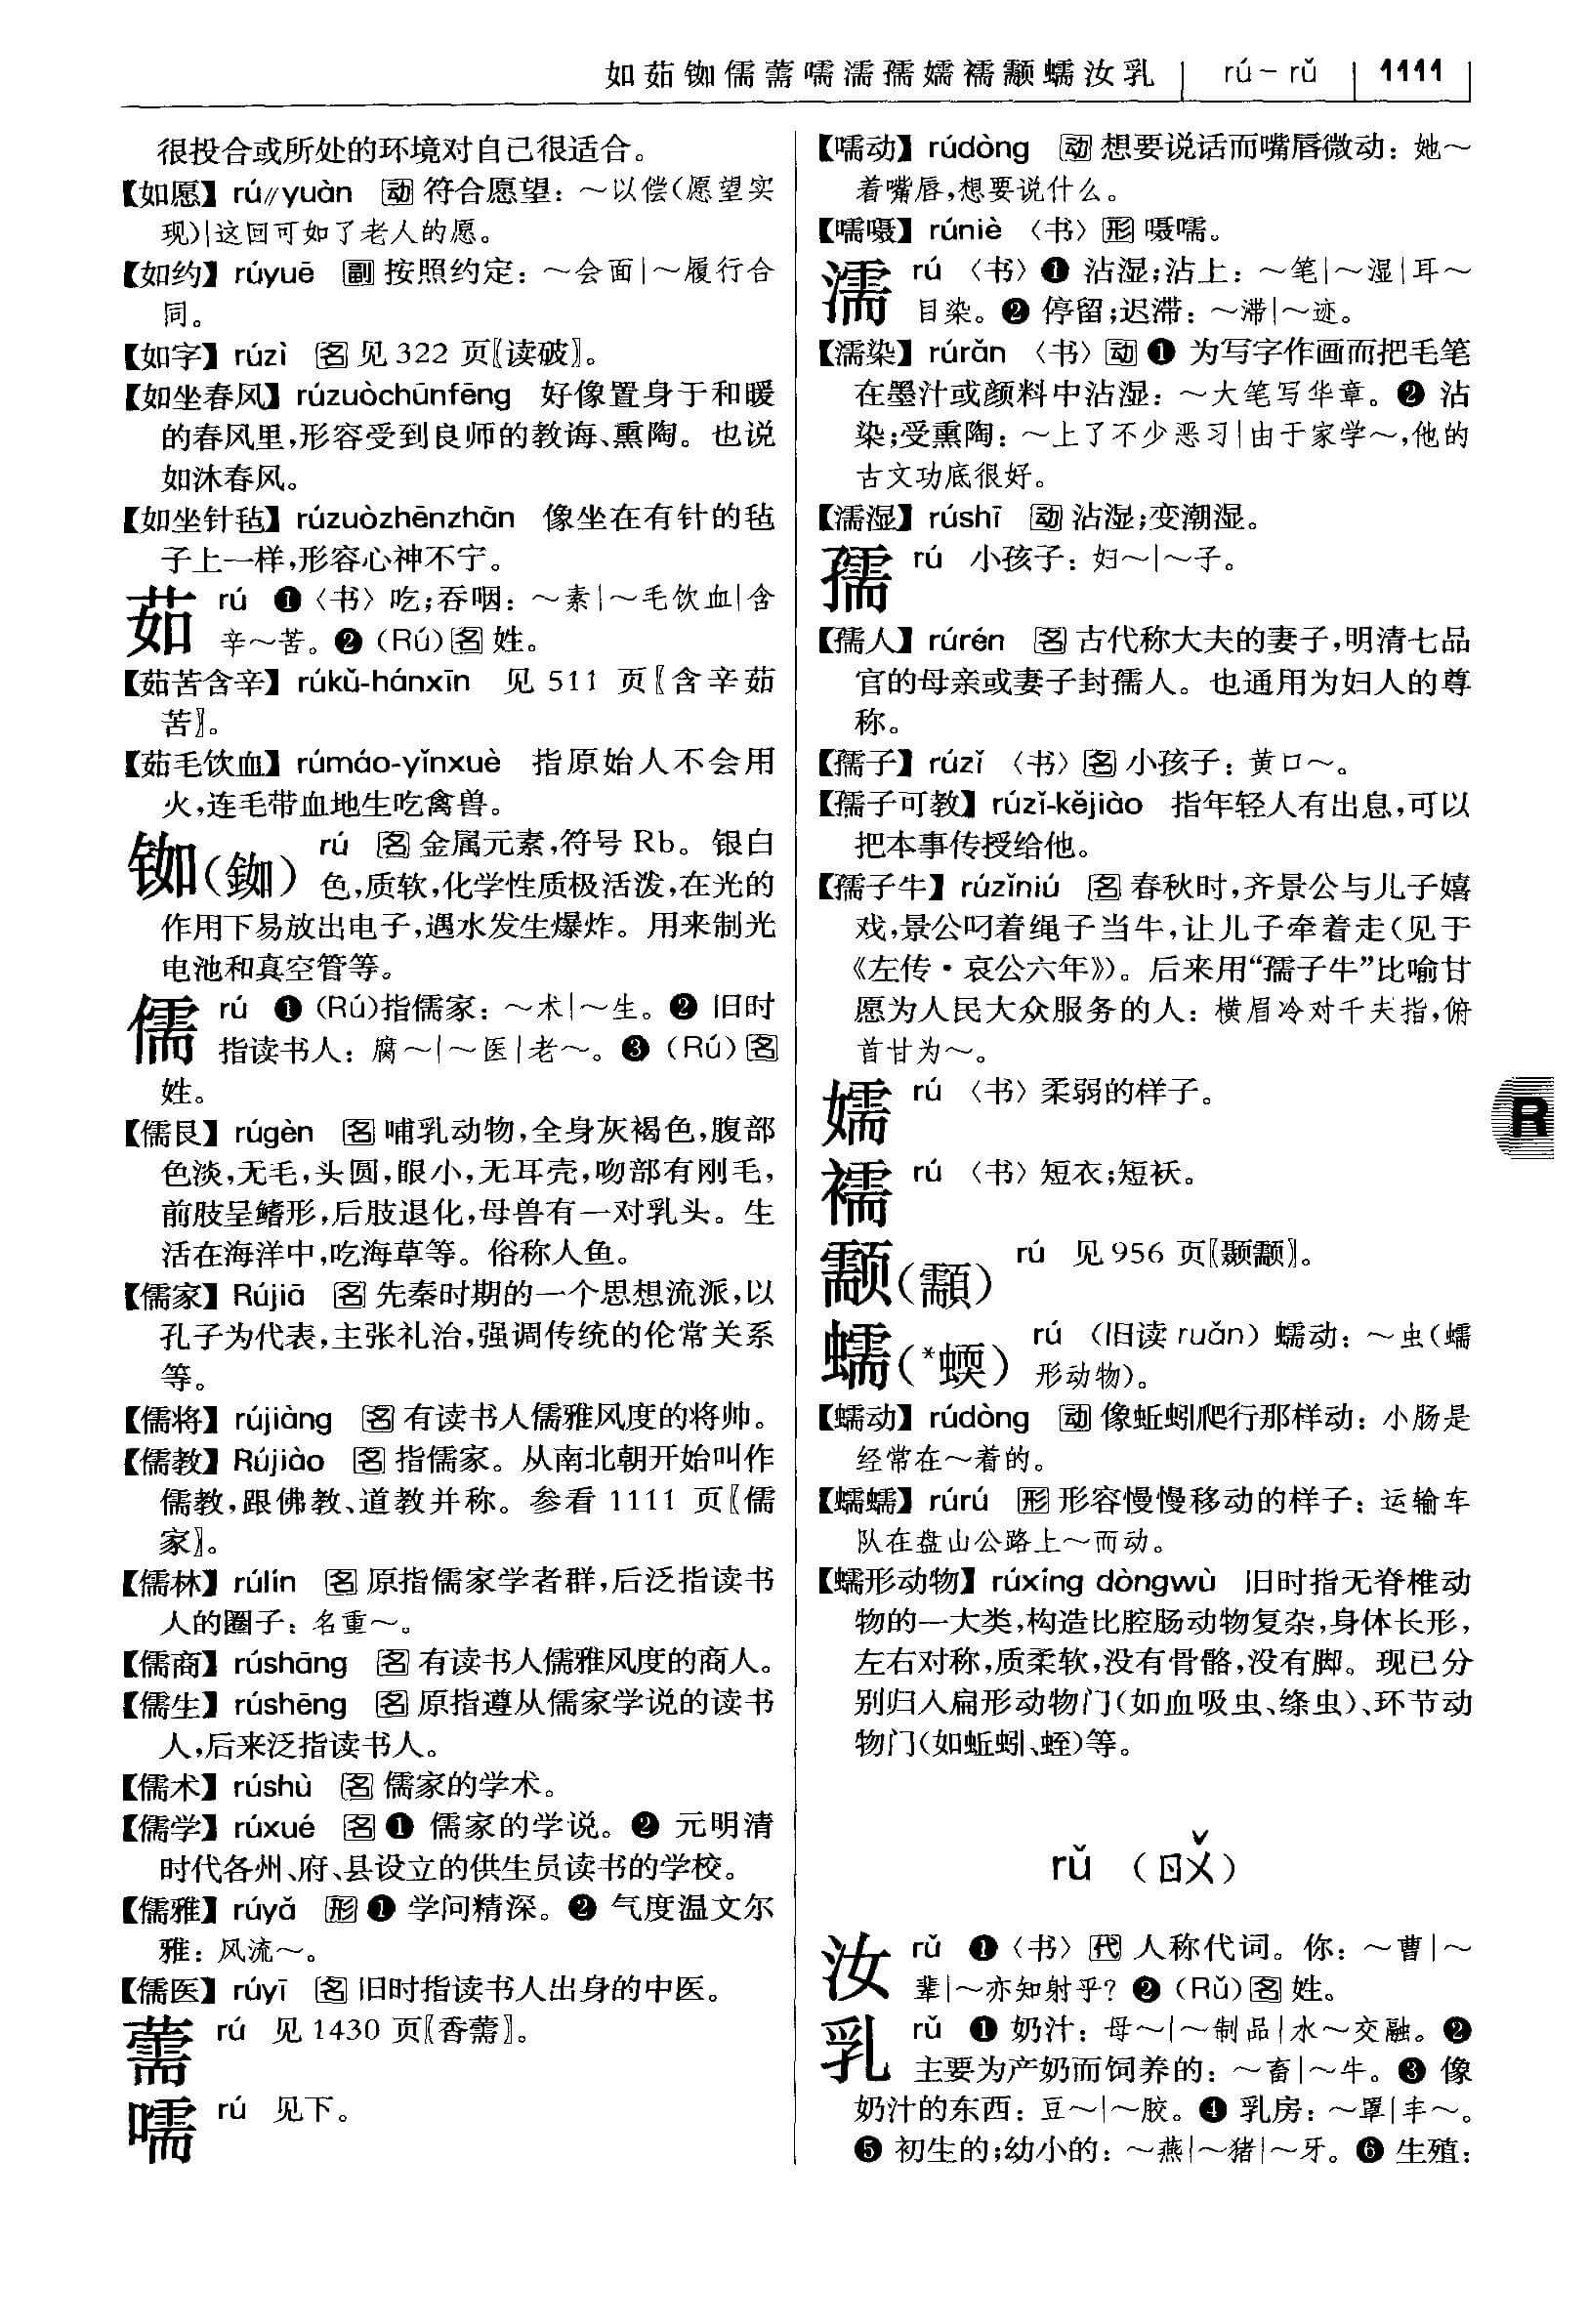 如茹铷儒薷嚅濡孺嬬襦颥蠕汝乳 rú－rǔ 1111
很投合或所处的环境对自己很适合。
【如愿】rú∥yuàn 动 符合愿望：～以偿(愿望实
现)|这回可如了老人的愿。
【如约】rúyuē 副 按照约定：～会面|～履行合
同。
【如字】rúzì 名 见 322 页〖读破〗。
【如坐春风】rúzuòchūnfēng 好像置身于和暖
的春风里,形容受到良师的教诲、熏陶。也说
如沐春风。
【如坐针毡】rúzuòzhēnzhān 像坐在有针的毡
子上一样,形容心神不宁。
茹 rú ❶〈书〉吃;吞咽：～素|～毛饮血|含
辛～苦。❷ (Rú)名 姓。
【茹苦含辛】rúkǔ-hánxīn 见 511 页〖含辛茹
苦〗。
【茹毛饮血】rúmáo-yǐnxuè 指原始人不会用
火,连毛带血地生吃禽兽。
铷(銣) rú 名 金属元素,符号 Rb。银白
色,质软,化学性质极活泼,在光的
作用下易放出电子,遇水发生爆炸。用来制光
电池和真空管等。
儒 rú ❶ (Rú)指儒家：～术|～生。❷ 旧时
指读书人：腐～|～医|老～。❸ (Rú)名
姓。
【儒艮】rúgèn 名 哺乳动物,全身灰褐色,腹部
色淡,无毛,头圆,眼小,无耳壳,吻部有刚毛,
前肢呈鳍形,后肢退化,母兽有一对乳头。生
活在海洋中,吃海草等。俗称人鱼。
【儒家】Rújiā 名 先秦时期的一个思想流派,以
孔子为代表,主张礼治,强调传统的伦常关系
等。
【儒将】rújiàng 名 有读书人儒雅风度的将帅。
【儒教】Rújiào 名 指儒家。从南北朝开始叫作
儒教,跟佛教、道教并称。参看 1111 页〖儒
家〗。
【儒林】rúlín 名 原指儒家学者群,后泛指读书
人的圈子：名重～。
【儒商】rúshāng 名 有读书人儒雅风度的商人。
【儒生】rúshēng 名 原指遵从儒家学说的读书
人,后来泛指读书人。
【儒术】rúshù 名 儒家的学术。
【儒学】rúxué 名 ❶ 儒家的学说。❷ 元明清
时代各州、府、县设立的供生员读书的学校。
【儒雅】rúyǎ 形 ❶ 学问精深。❷ 气度温文尔
雅：风流～。
【儒医】rúyī 名 旧时指读书人出身的中医。
薷 rú 见 1430 页〖香薷〗。
嚅 rú 见下。
【嚅动】rúdòng 动 想要说话而嘴唇微动：她～
着嘴唇,想要说什么。
【嚅嗫】rúniè 〈书〉形 嗫嚅。
濡 rú 〈书〉❶ 沾湿;沾上：～笔|～湿|耳～
目染。❷ 停留;迟滞：～滞|～迹。
【濡染】rúrǎn 〈书〉动 ❶ 为写字作画而把毛笔
在墨汁或颜料中沾湿：～大笔写华章。❷ 沾
染;受熏陶：～上了不少恶习|由于家学～,他的
古文功底很好。
【濡湿】rúshī 动 沾湿;变潮湿。
孺 rú 小孩子：妇～|～子。
【孺人】rúrén 名 古代称大夫的妻子,明清七品
官的母亲或妻子封孺人。也通用为妇人的尊
称。
【孺子】rúzǐ 〈书〉名 小孩子：黄口～。
【孺子可教】rúzǐ-kějiào 指年轻人有出息,可以
把本事传授给他。
【孺子牛】rúzǐniú 名 春秋时,齐景公与儿子嬉
戏,景公叼着绳子当牛,让儿子牵着走(见于
《左传·哀公六年》)。后来用“孺子牛”比喻甘
愿为人民大众服务的人：横眉冷对千夫指,俯
首甘为～。
嬬 rú 〈书〉柔弱的样子。
R
襦 rú 〈书〉短衣;短袄。
颥(顬) rú 见 956 页〖颞颥〗。
蠕(*蝡) rú (旧读 ruǎn) 蠕动：～虫(蠕
形动物)。
【蠕动】rúdòng 动 像蚯蚓爬行那样动：小肠是
经常在～着的。
【蠕蠕】rúrú 形 形容慢慢移动的样子：运输车
队在盘山公路上～而动。
【蠕形动物】rúxíng dòngwù 旧时指无脊椎动
物的一大类,构造比腔肠动物复杂,身体长形,
左右对称,质柔软,没有骨骼,没有脚。现已分
别归入扁形动物门(如血吸虫、绦虫)、环节动
物门(如蚯蚓、蛭)等。
rǔ (ㄖㄨˇ)
汝 rǔ ❶〈书〉代 人称代词。你：～曹|～
辈|～亦知射乎? ❷ (Rǔ)名 姓。
乳 rǔ ❶ 奶汁：母～|～制品|水～交融。❷
主要为产奶而饲养的：～畜|～牛。❸ 像
奶汁的东西：豆～|～胶。❹ 乳房：～罩|丰～。
❺ 初生的;幼小的：～燕|～猪|～牙。❻ 生殖：